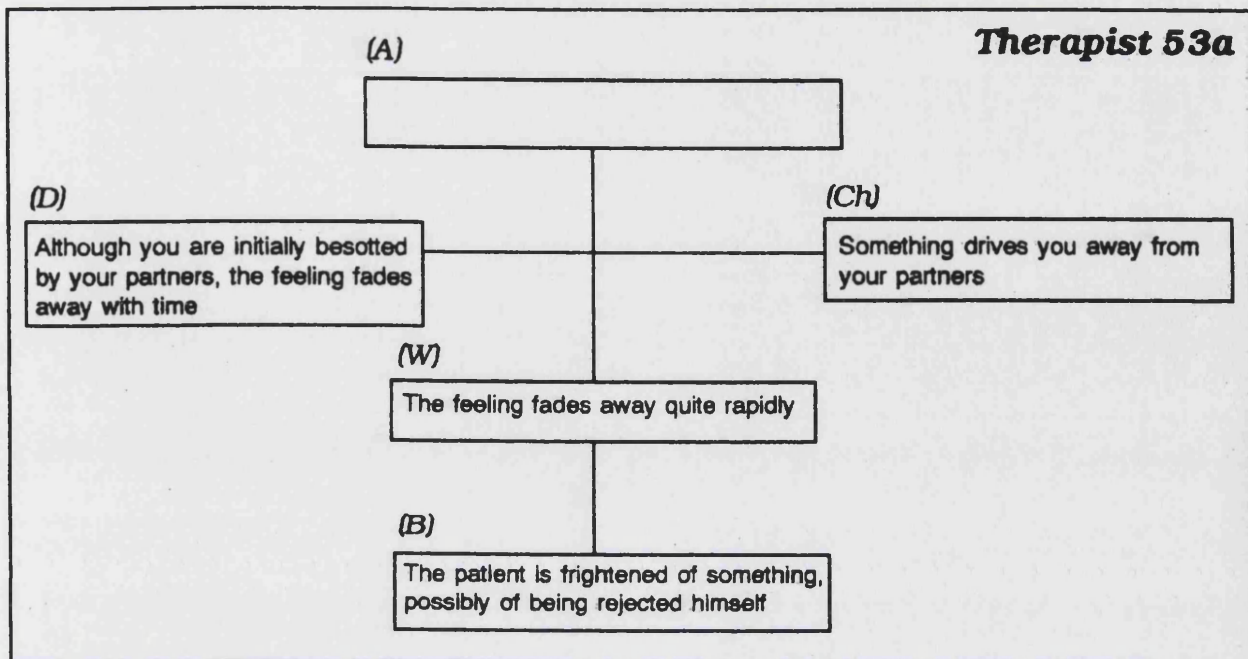 Therapist 53a
(A)
(D)
(Ch)
Although you are initially besotted
by your partners, the feeling fades
away with time
Something drives you away from
your partners
(W)
The feeling fades away quite rapidly
(B)
The patient is frightened of something,
possibly of being rejected himself